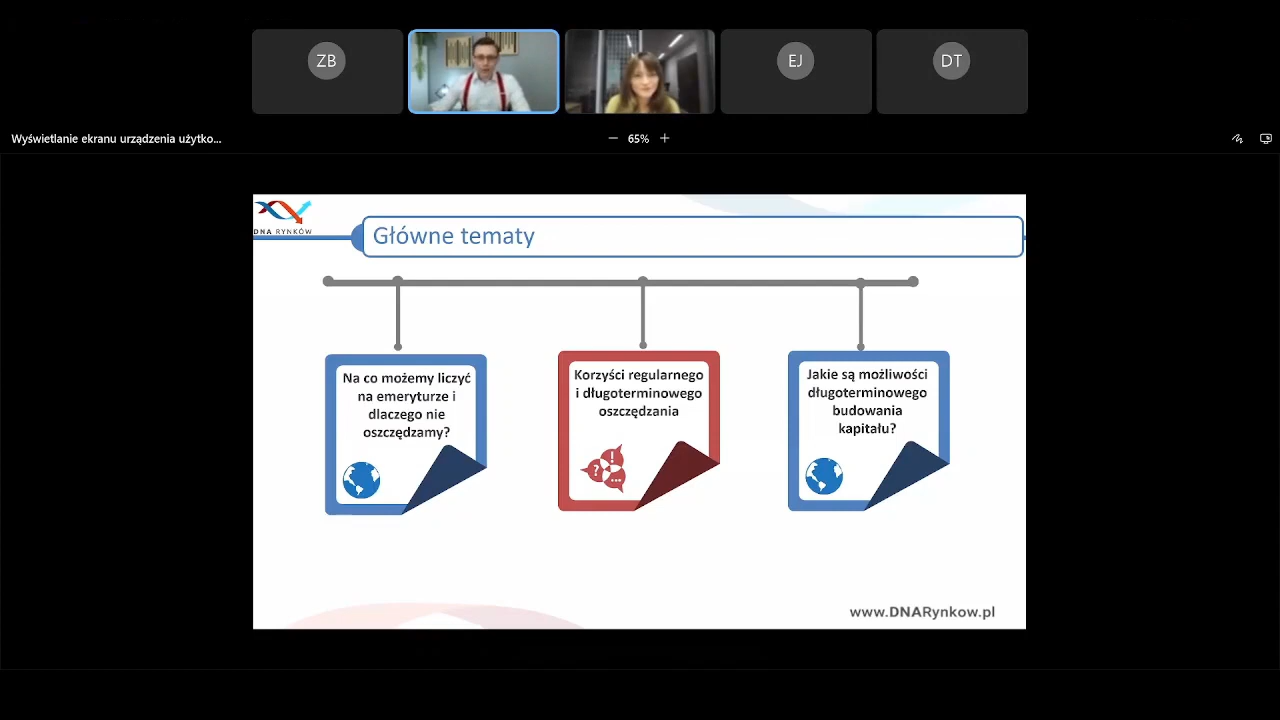 ZB
EJ
DT
Wyświetlanie ekranu urządzenia użytko...
65%
DNA RYNKÓW
Główne tematy
Na co możemy liczyć
na emeryturze i
dlaczego nie
oszczędzamy?
Korzyści regularnego
i długoterminowego
oszczędzania
! ? ...
Jakie są możliwości
długoterminowego
budowania
kapitału?
www.DNARynkow.pl